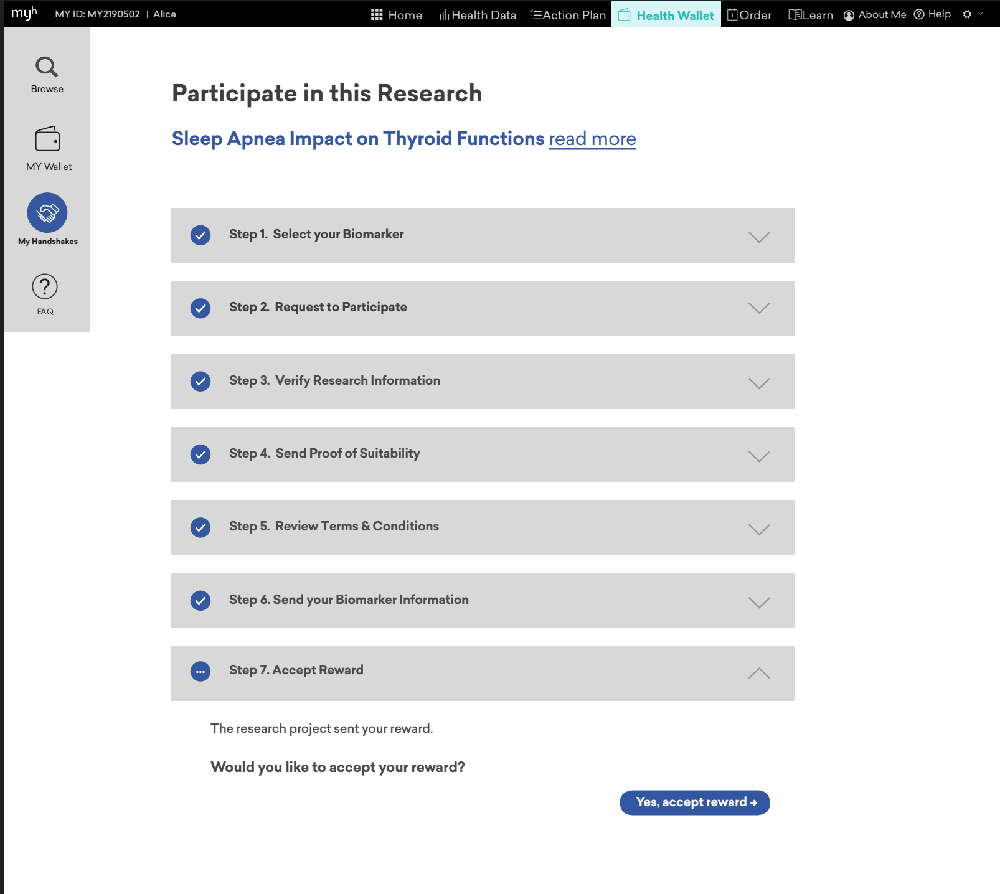 myh MY ID: MY2190502 | Alice Home Health Data Action Plan Health Wallet 1 Order Learn About Me ? Help
Browse
MY Wallet
My Handshakes
?
FAQ
Participate in this Research
Sleep Apnea Impact on Thyroid Functions read more
Step 1. Select your Biomarker
Step 2. Request to Participate
Step 3. Verify Research Information
Step 4. Send Proof of Suitability
Step 5. Review Terms & Conditions
Step 6. Send your Biomarker Information
Step 7. Accept Reward
The research project sent your reward.
Would you like to accept your reward?
Yes, accept reward →